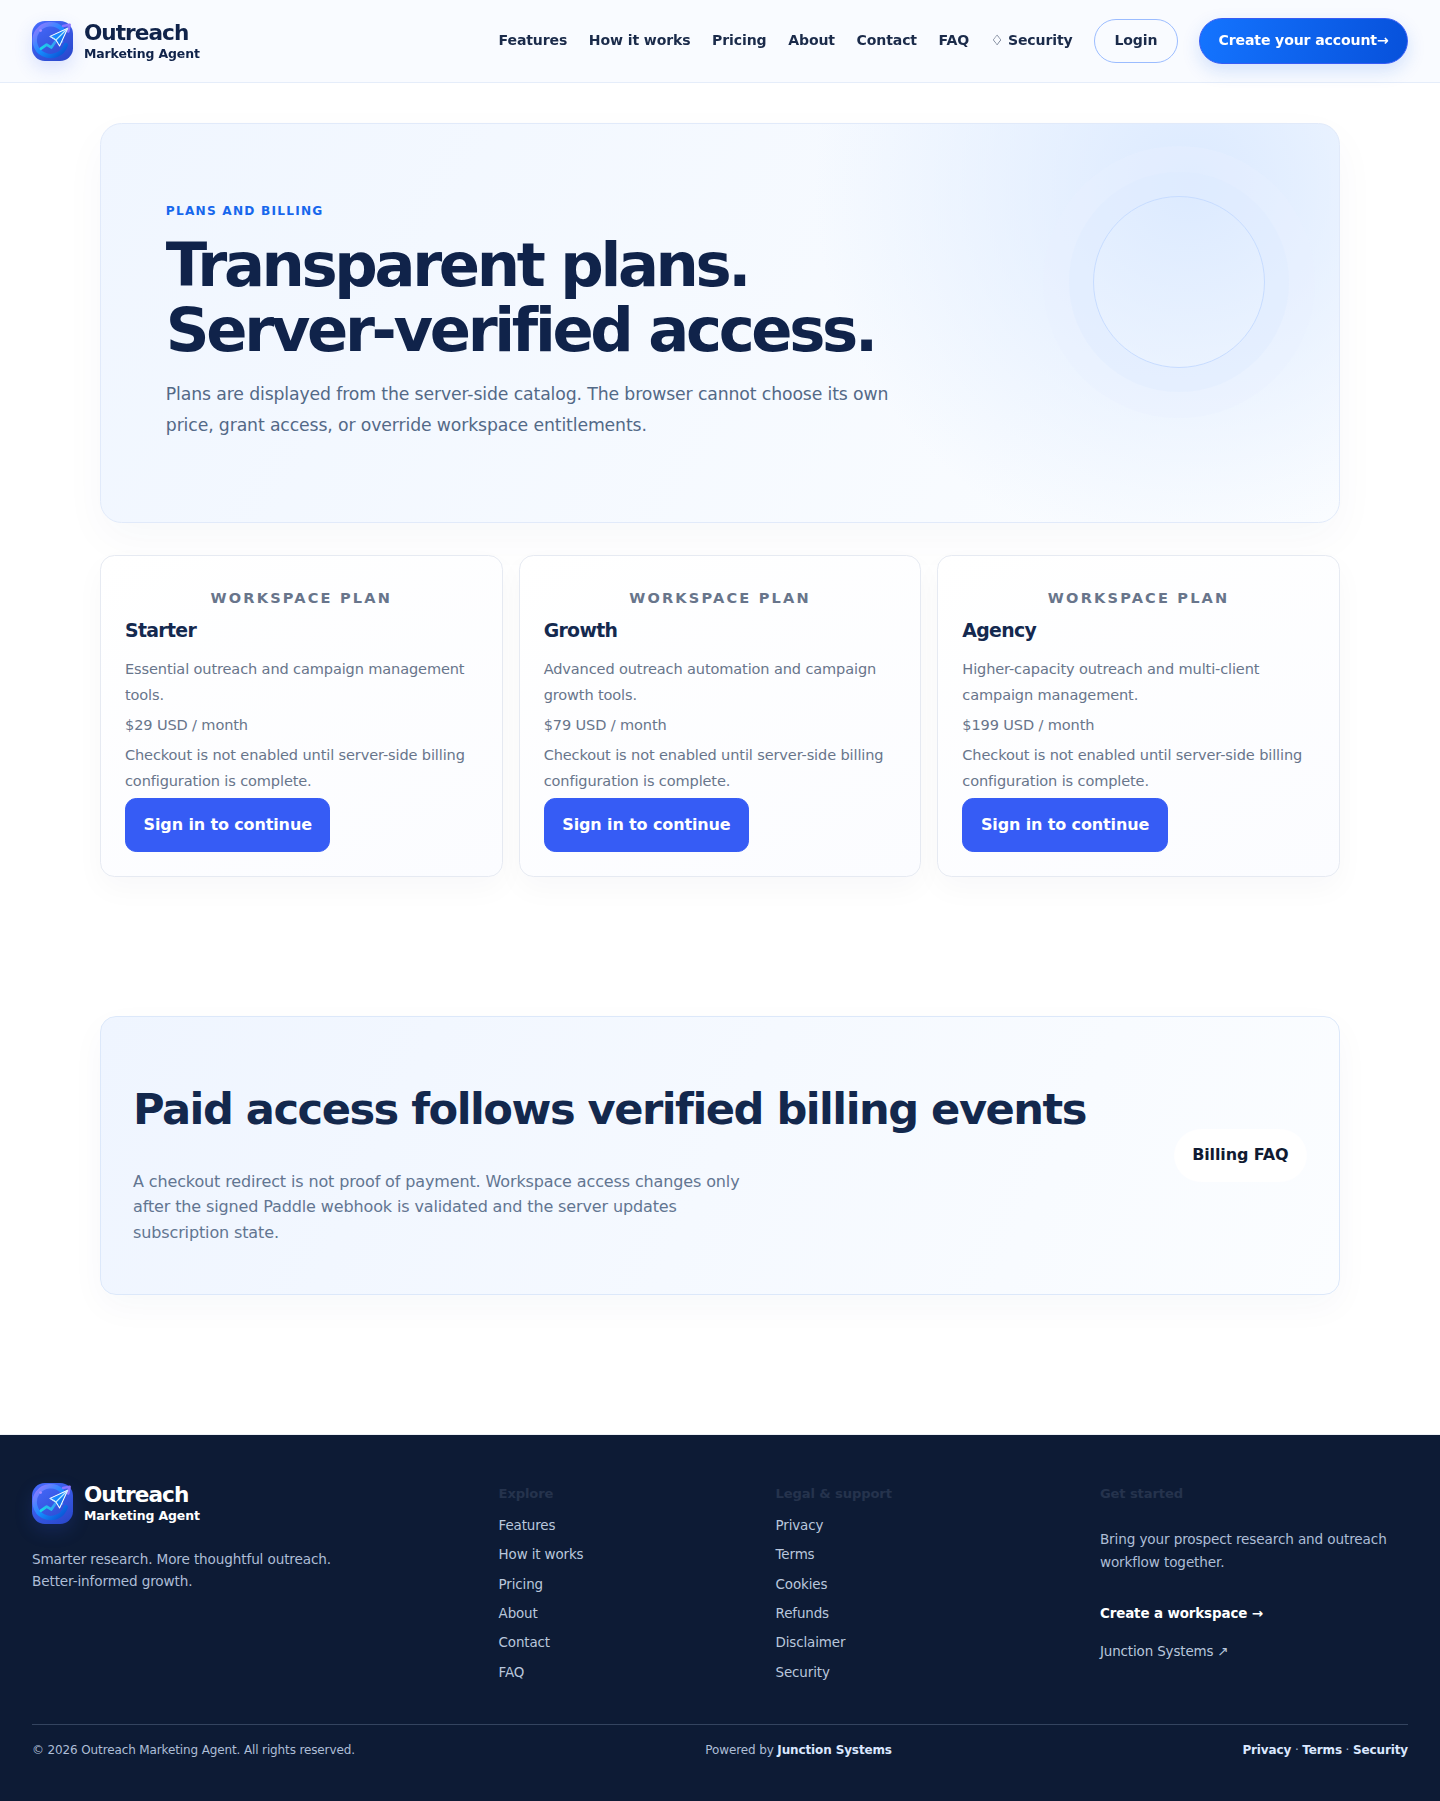 Outreach
Marketing Agent
Features
How it works
Pricing
About
Contact
FAQ
♢ Security
Login
Create your account→
PLANS AND BILLING
Transparent plans.
Server-verified access.
Plans are displayed from the server-side catalog. The browser cannot choose its own
price, grant access, or override workspace entitlements.
WORKSPACE PLAN
Starter
Essential outreach and campaign management
tools.
$29 USD / month
Checkout is not enabled until server-side billing
configuration is complete.
Sign in to continue
WORKSPACE PLAN
Growth
Advanced outreach automation and campaign
growth tools.
$79 USD / month
Checkout is not enabled until server-side billing
configuration is complete.
Sign in to continue
WORKSPACE PLAN
Agency
Higher-capacity outreach and multi-client
campaign management.
$199 USD / month
Checkout is not enabled until server-side billing
configuration is complete.
Sign in to continue
Paid access follows verified billing events
A checkout redirect is not proof of payment. Workspace access changes only
after the signed Paddle webhook is validated and the server updates
subscription state.
Billing FAQ
Outreach
Marketing Agent
Smarter research. More thoughtful outreach.
Better-informed growth.
Explore
Features
How it works
Pricing
About
Contact
FAQ
Legal & support
Privacy
Terms
Cookies
Refunds
Disclaimer
Security
Get started
Bring your prospect research and outreach
workflow together.
Create a workspace →
Junction Systems ↗
© 2026 Outreach Marketing Agent. All rights reserved.
Powered by Junction Systems
Privacy · Terms · Security